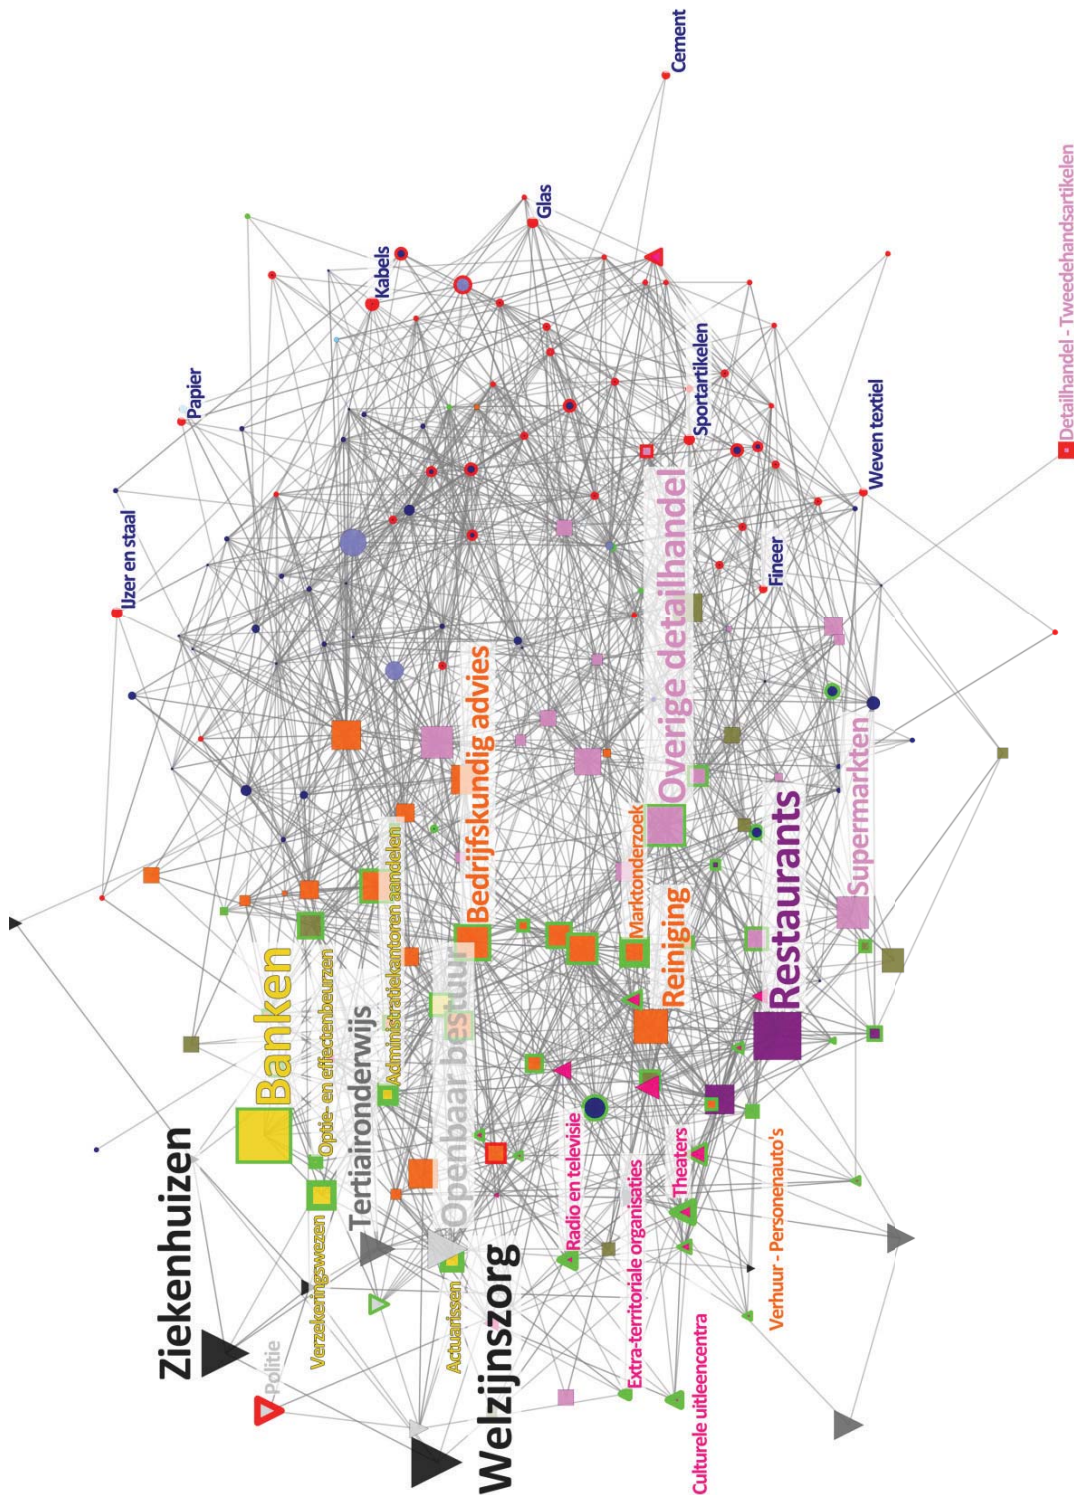 Ziekenhuizen
Politie
Verzekeringswezen
Banken
Optie- en effectenbeurzen
Tertiaironderwijs
Administratiekantoren aandelen
Openbaar bestuur
Actuarissen
Welzijnszorg
Bedrijfskundig advies
Radio en televisie
Extra-territoriale organisaties
Marktonderzoek
Reiniging
Overige detailhandel
Theaters
Culturele uitleencentra
Verhuur - Personenauto's
Restaurants
Supermarkten
IJzer en staal
Papier
Kabels
Glas
Cement
Sportartikelen
Fineer
Weven textiel
Detailhandel - Tweedehandsartikelen